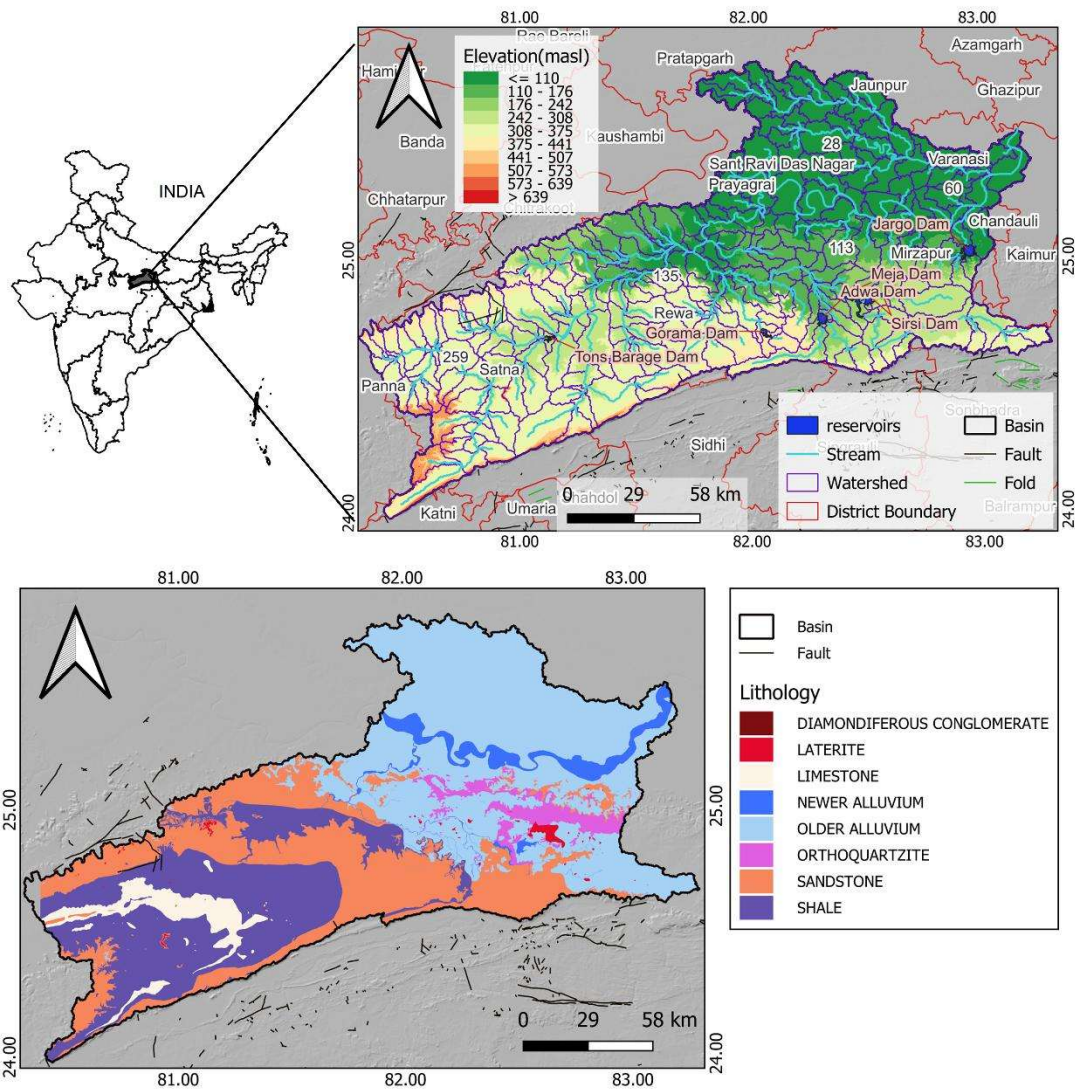 81.00
82.00
83.00
INDIA
Elevation(masl)
<= 110
110 - 176
176 - 242
242 - 308
308 - 375
375 - 441
441 - 507
507 - 573
573 - 639
> 639
Rae Bareli
Pratapgarh
Azamgarh
Jaunpur
Ghazipur
Banda
Kaushambi
28
Sant Ravi Das Nagar
Varanasi
Prayagraj
60
Chhatarpur
Chitrakoot
Jargo Dam
Chandauli
25.00
113
Mirzapur
Kaimur
25.00
135
Meja Dam
Adwa Dam
Rewa
Sirsi Dam
Gorama Dam
259
Tons Barage Dam
Satna
Panna
Sonbhadra
Sidhi
Singrauli
reservoirs
Basin
Stream
Fault
Watershed
Fold
District Boundary
0 29 58 km
Shahdol
Umaria
Katni
Balrampur
24.00
24.00
81.00
82.00
83.00
81.00
82.00
83.00
25.00
25.00
24.00
24.00
0 29 58 km
81.00
82.00
83.00
Basin
Fault
Lithology
DIAMONDIFEROUS CONGLOMERATE
LATERITE
LIMESTONE
NEWER ALLUVIUM
OLDER ALLUVIUM
ORTHOQUARTZITE
SANDSTONE
SHALE